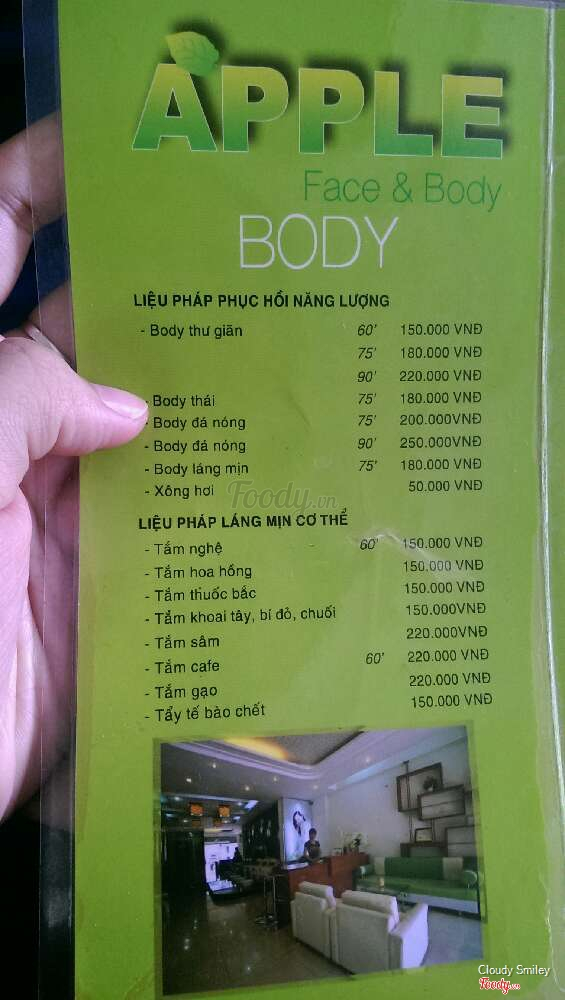 APPLE
Face & Body
BODY
LIỆU PHÁP PHỤC HỒI NĂNG LƯỢNG
- Body thư giãn 60' 150.000 VNĐ
75' 180.000 VNĐ
90' 220.000 VNĐ
- Body thái 75' 180.000 VNĐ
- Body đá nóng 75' 200.000VNĐ
- Body đá nóng 90' 250.000VNĐ
- Body láng mịn 75' 180.000 VNĐ
- Xông hơi 50.000 VNĐ
Foody.vn
LIỆU PHÁP LÁNG MỊN CƠ THỂ
- Tắm nghệ 60' 150.000 VNĐ
- Tắm hoa hồng 150.000 VNĐ
- Tắm thuốc bắc 150.000 VNĐ
- Tắm khoai tây, bí đỏ, chuối 150.000VNĐ
- Tắm sâm 220.000VNĐ
- Tắm cafe 60' 220.000 VNĐ
- Tắm gạo 220.000 VNĐ
- Tẩy tế bào chết 150.000 VNĐ
Cloudy Smiley
Foody.vn